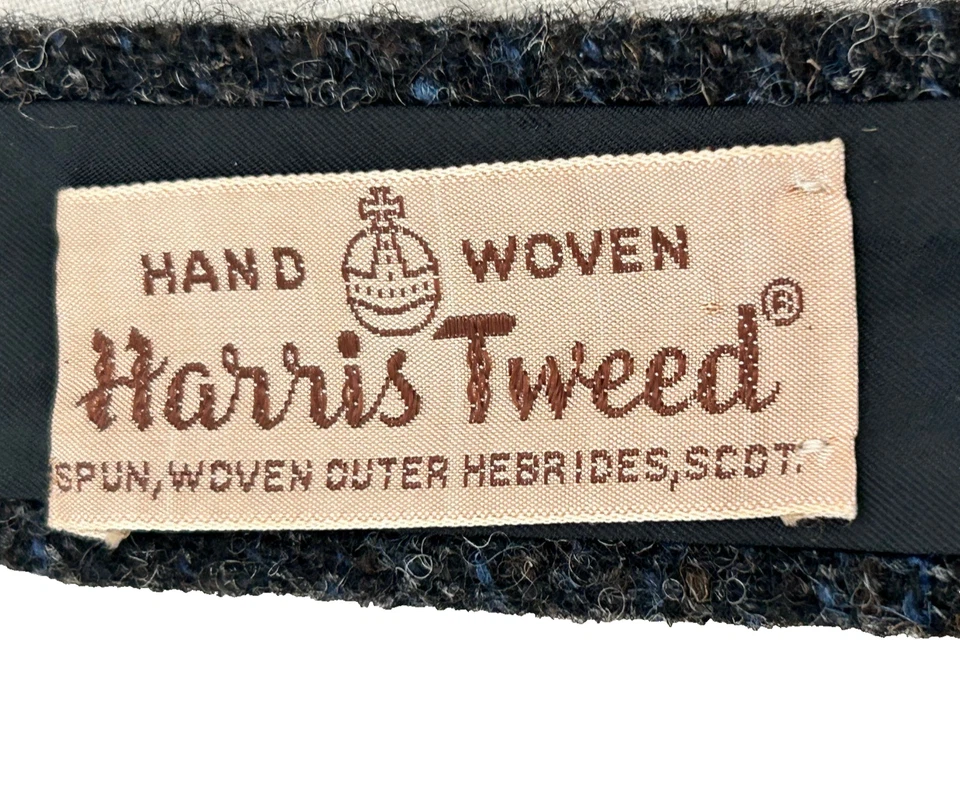 HAND WOVEN
Harris Tweed®
SPUN, WOVEN OUTER HEBRIDES, SCOT.